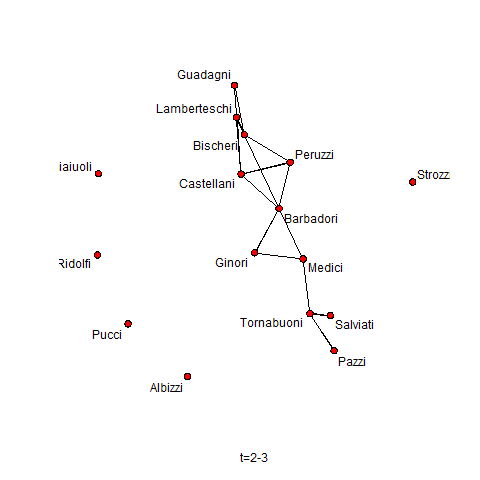 Guadagni
Lamberteschi
Bischeri
Peruzzi
iaiuoli
Castellani
Strozz
Barbadori
Ridolfi
Ginori
Medici
Tornabuoni
Salviati
Pucci
Pazzi
Albizzi
t=2-3